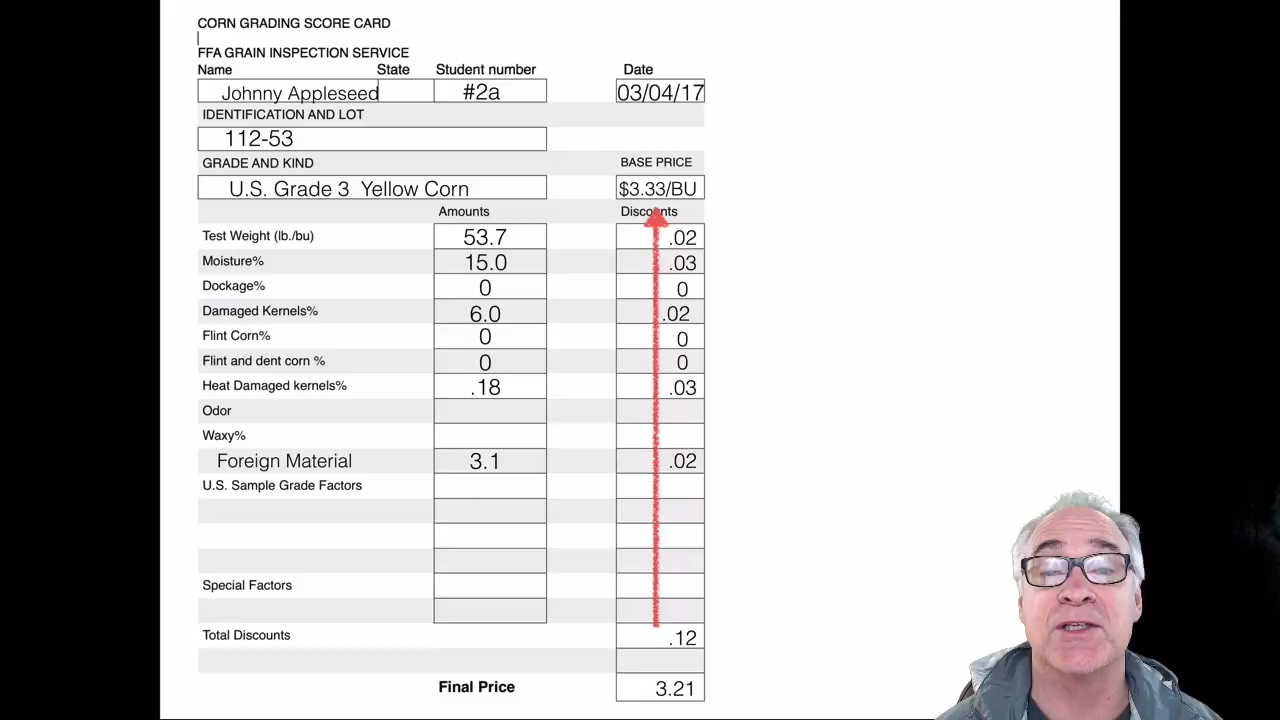 CORN GRADING SCORE CARD
FFA GRAIN INSPECTION SERVICE
Name State Student number Date
Johnny Appleseed #2a 03/04/17
IDENTIFICATION AND LOT
112-53
GRADE AND KIND BASE PRICE
U.S. Grade 3 Yellow Corn $3.33/BU
Amounts Discounts
Test Weight (lb./bu) 53.7 .02
Moisture% 15.0 .03
Dockage% 0 0
Damaged Kernels% 6.0 .02
Flint Corn% 0 0
Flint and dent corn % 0 0
Heat Damaged kernels% .18 .03
Odor
Waxy%
Foreign Material 3.1 .02
U.S. Sample Grade Factors
Special Factors
Total Discounts .12
Final Price 3.21